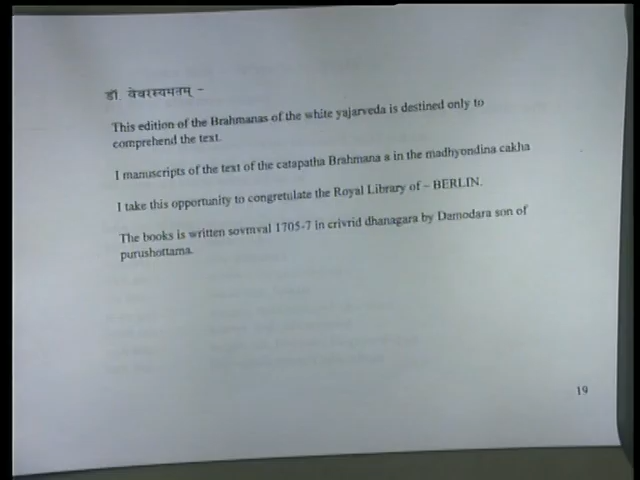 डॉ. वेबरस्यमतम् –
This edition of the Brahmanas of the white yajarveda is destined only to
comprehend the text.
I manuscripts of the text of the catapatha Brahmana a in the madhyondina cakha
I take this opportunity to congretulate the Royal Library of – BERLIN.
The books is written sovmval 1705-7 in crivrid dhanagara by Damodara son of
purushottama.
19